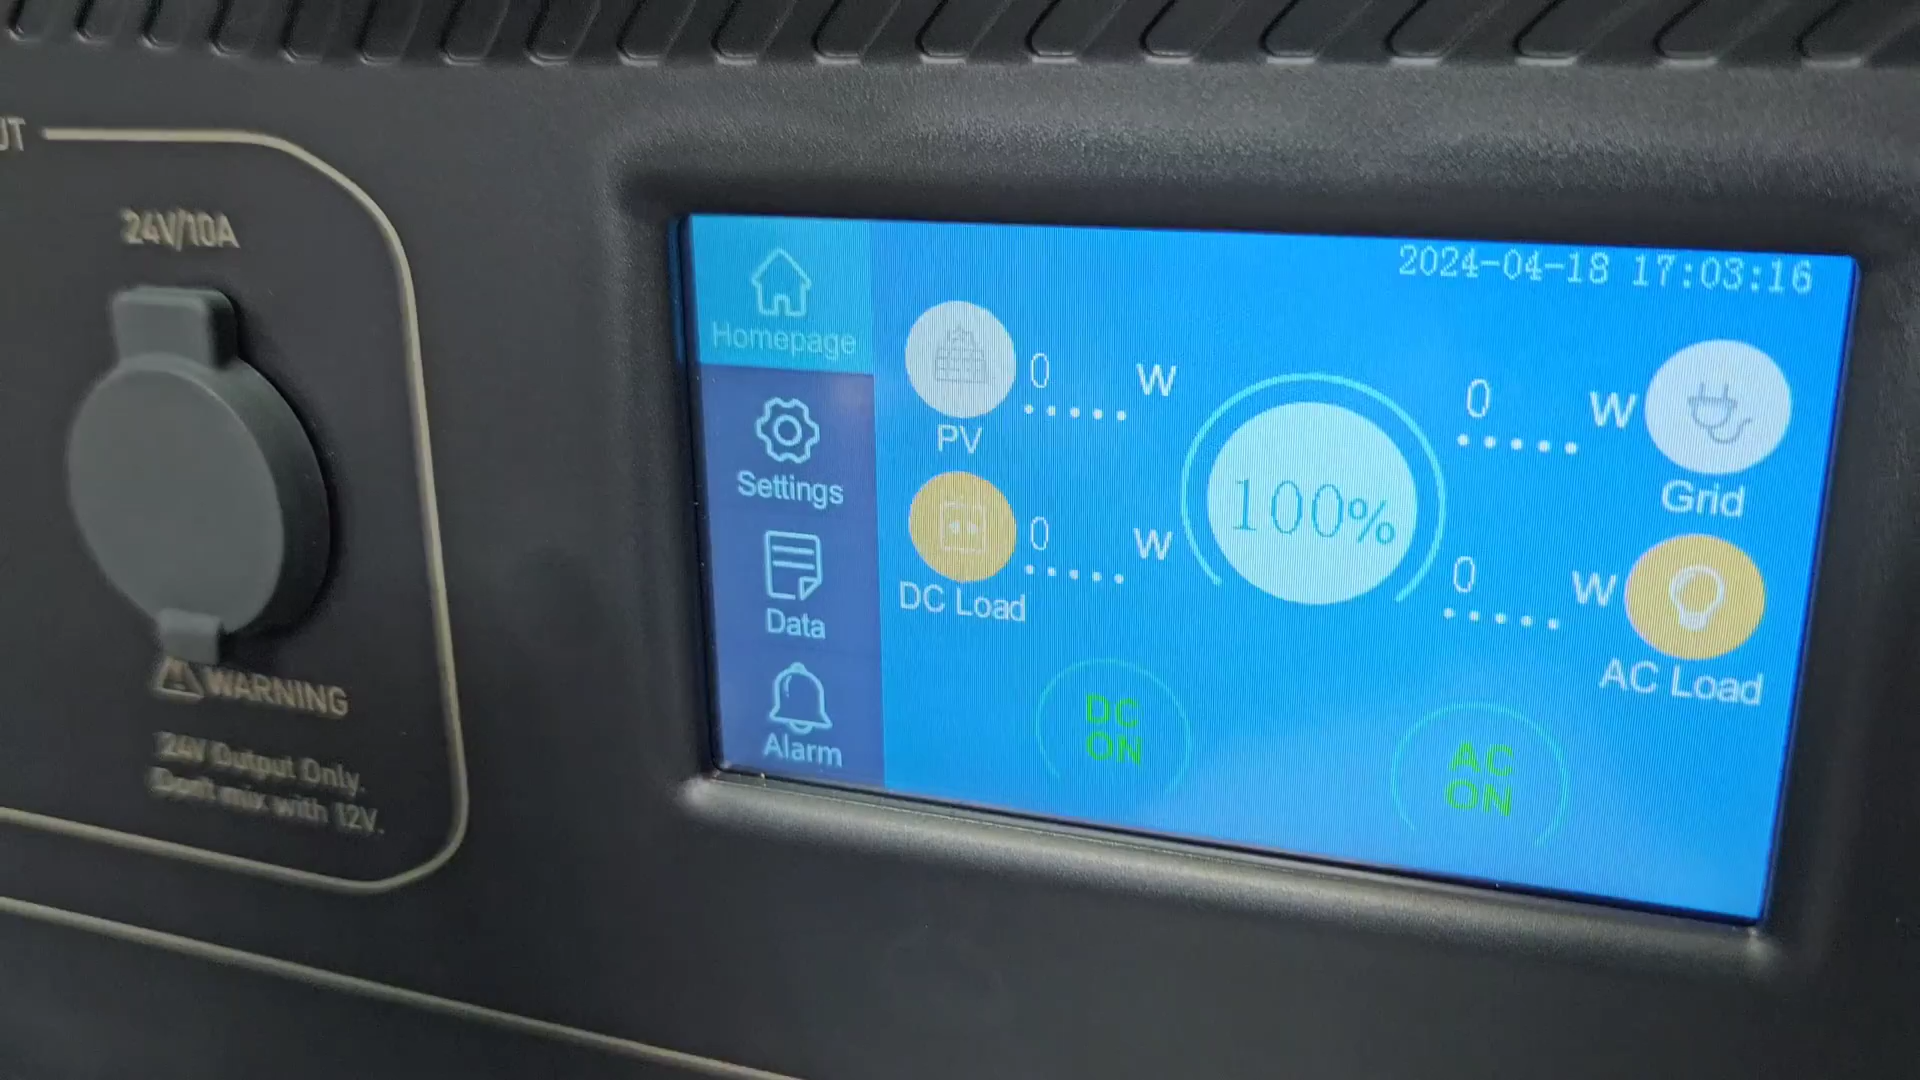 24V/10A
WARNING
24V Output Only.
Don't mix with 12V.
2024-04-18 17:03:16
Homepage
Settings
Data
Alarm
0 W
PV
0 W
DC Load
100%
0 W
Grid
0 W
AC Load
DC
ON
AC
ON